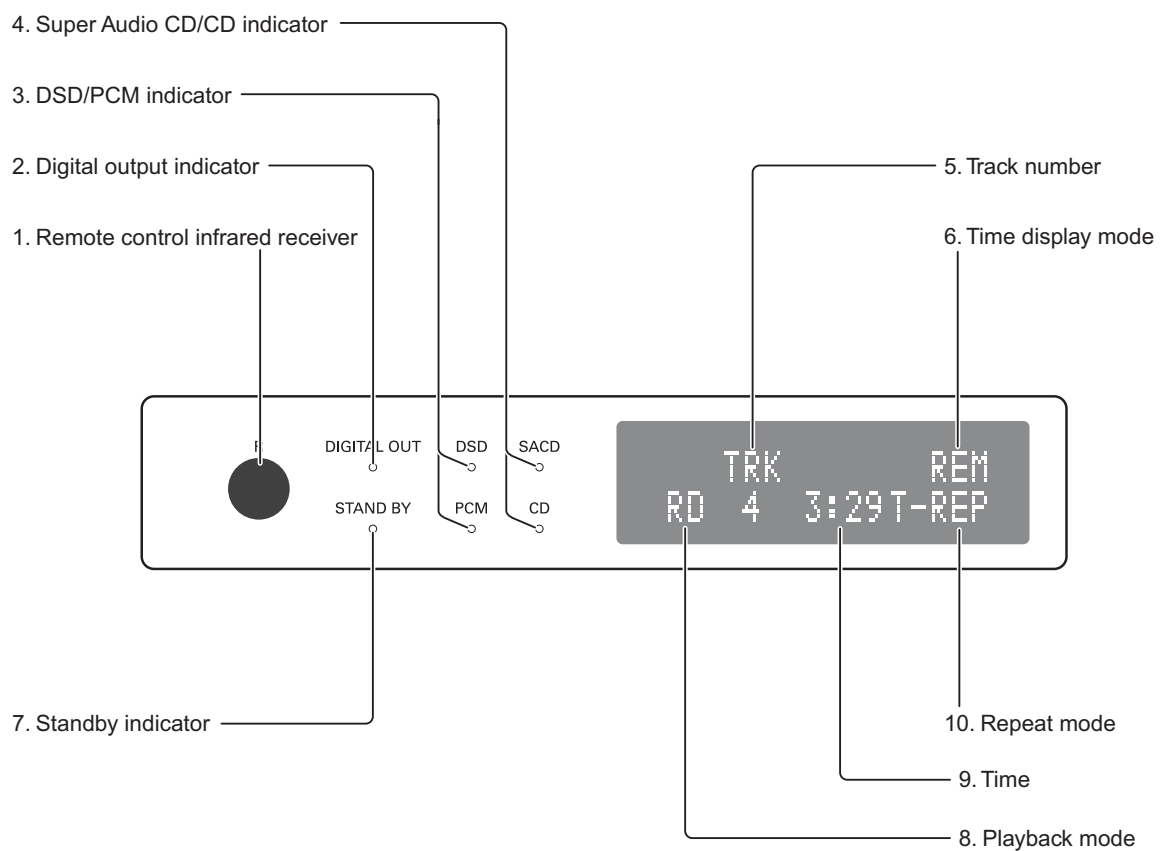 4. Super Audio CD/CD indicator
3. DSD/PCM indicator
2. Digital output indicator
1. Remote control infrared receiver
5. Track number
6. Time display mode
DIGITAL OUT DSD SACD
STAND BY PCM CD
TRK REM
RD 4 3:29 T-REP
7. Standby indicator
10. Repeat mode
9. Time
8. Playback mode